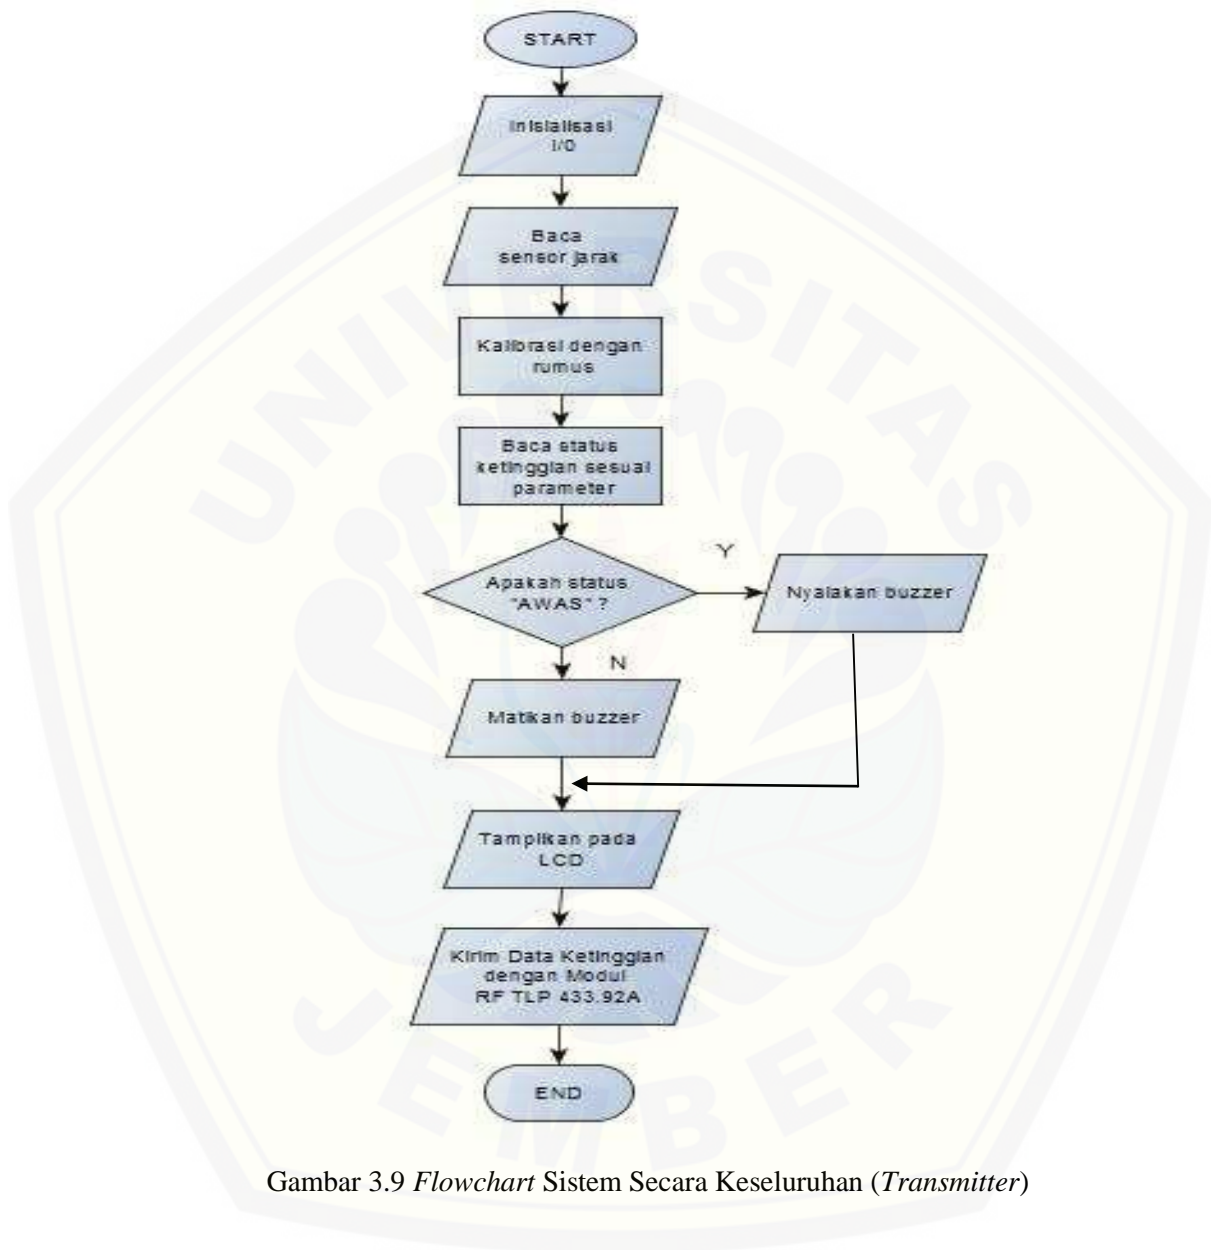 START
Inisialisasi
I/O
Baca
sensor jarak
Kalibrasi dengan
rumus
Baca status
ketinggian sesuai
parameter
Apakah status
"AWAS" ?
Y
Nyalakan buzzer
N
Matikan buzzer
Tampilkan pada
LCD
Kirim Data Ketinggian
dengan Modul
RF TLP 433.92A
END
UNIVERSITAS
JEMBER
Gambar 3.9 Flowchart Sistem Secara Keseluruhan (Transmitter)